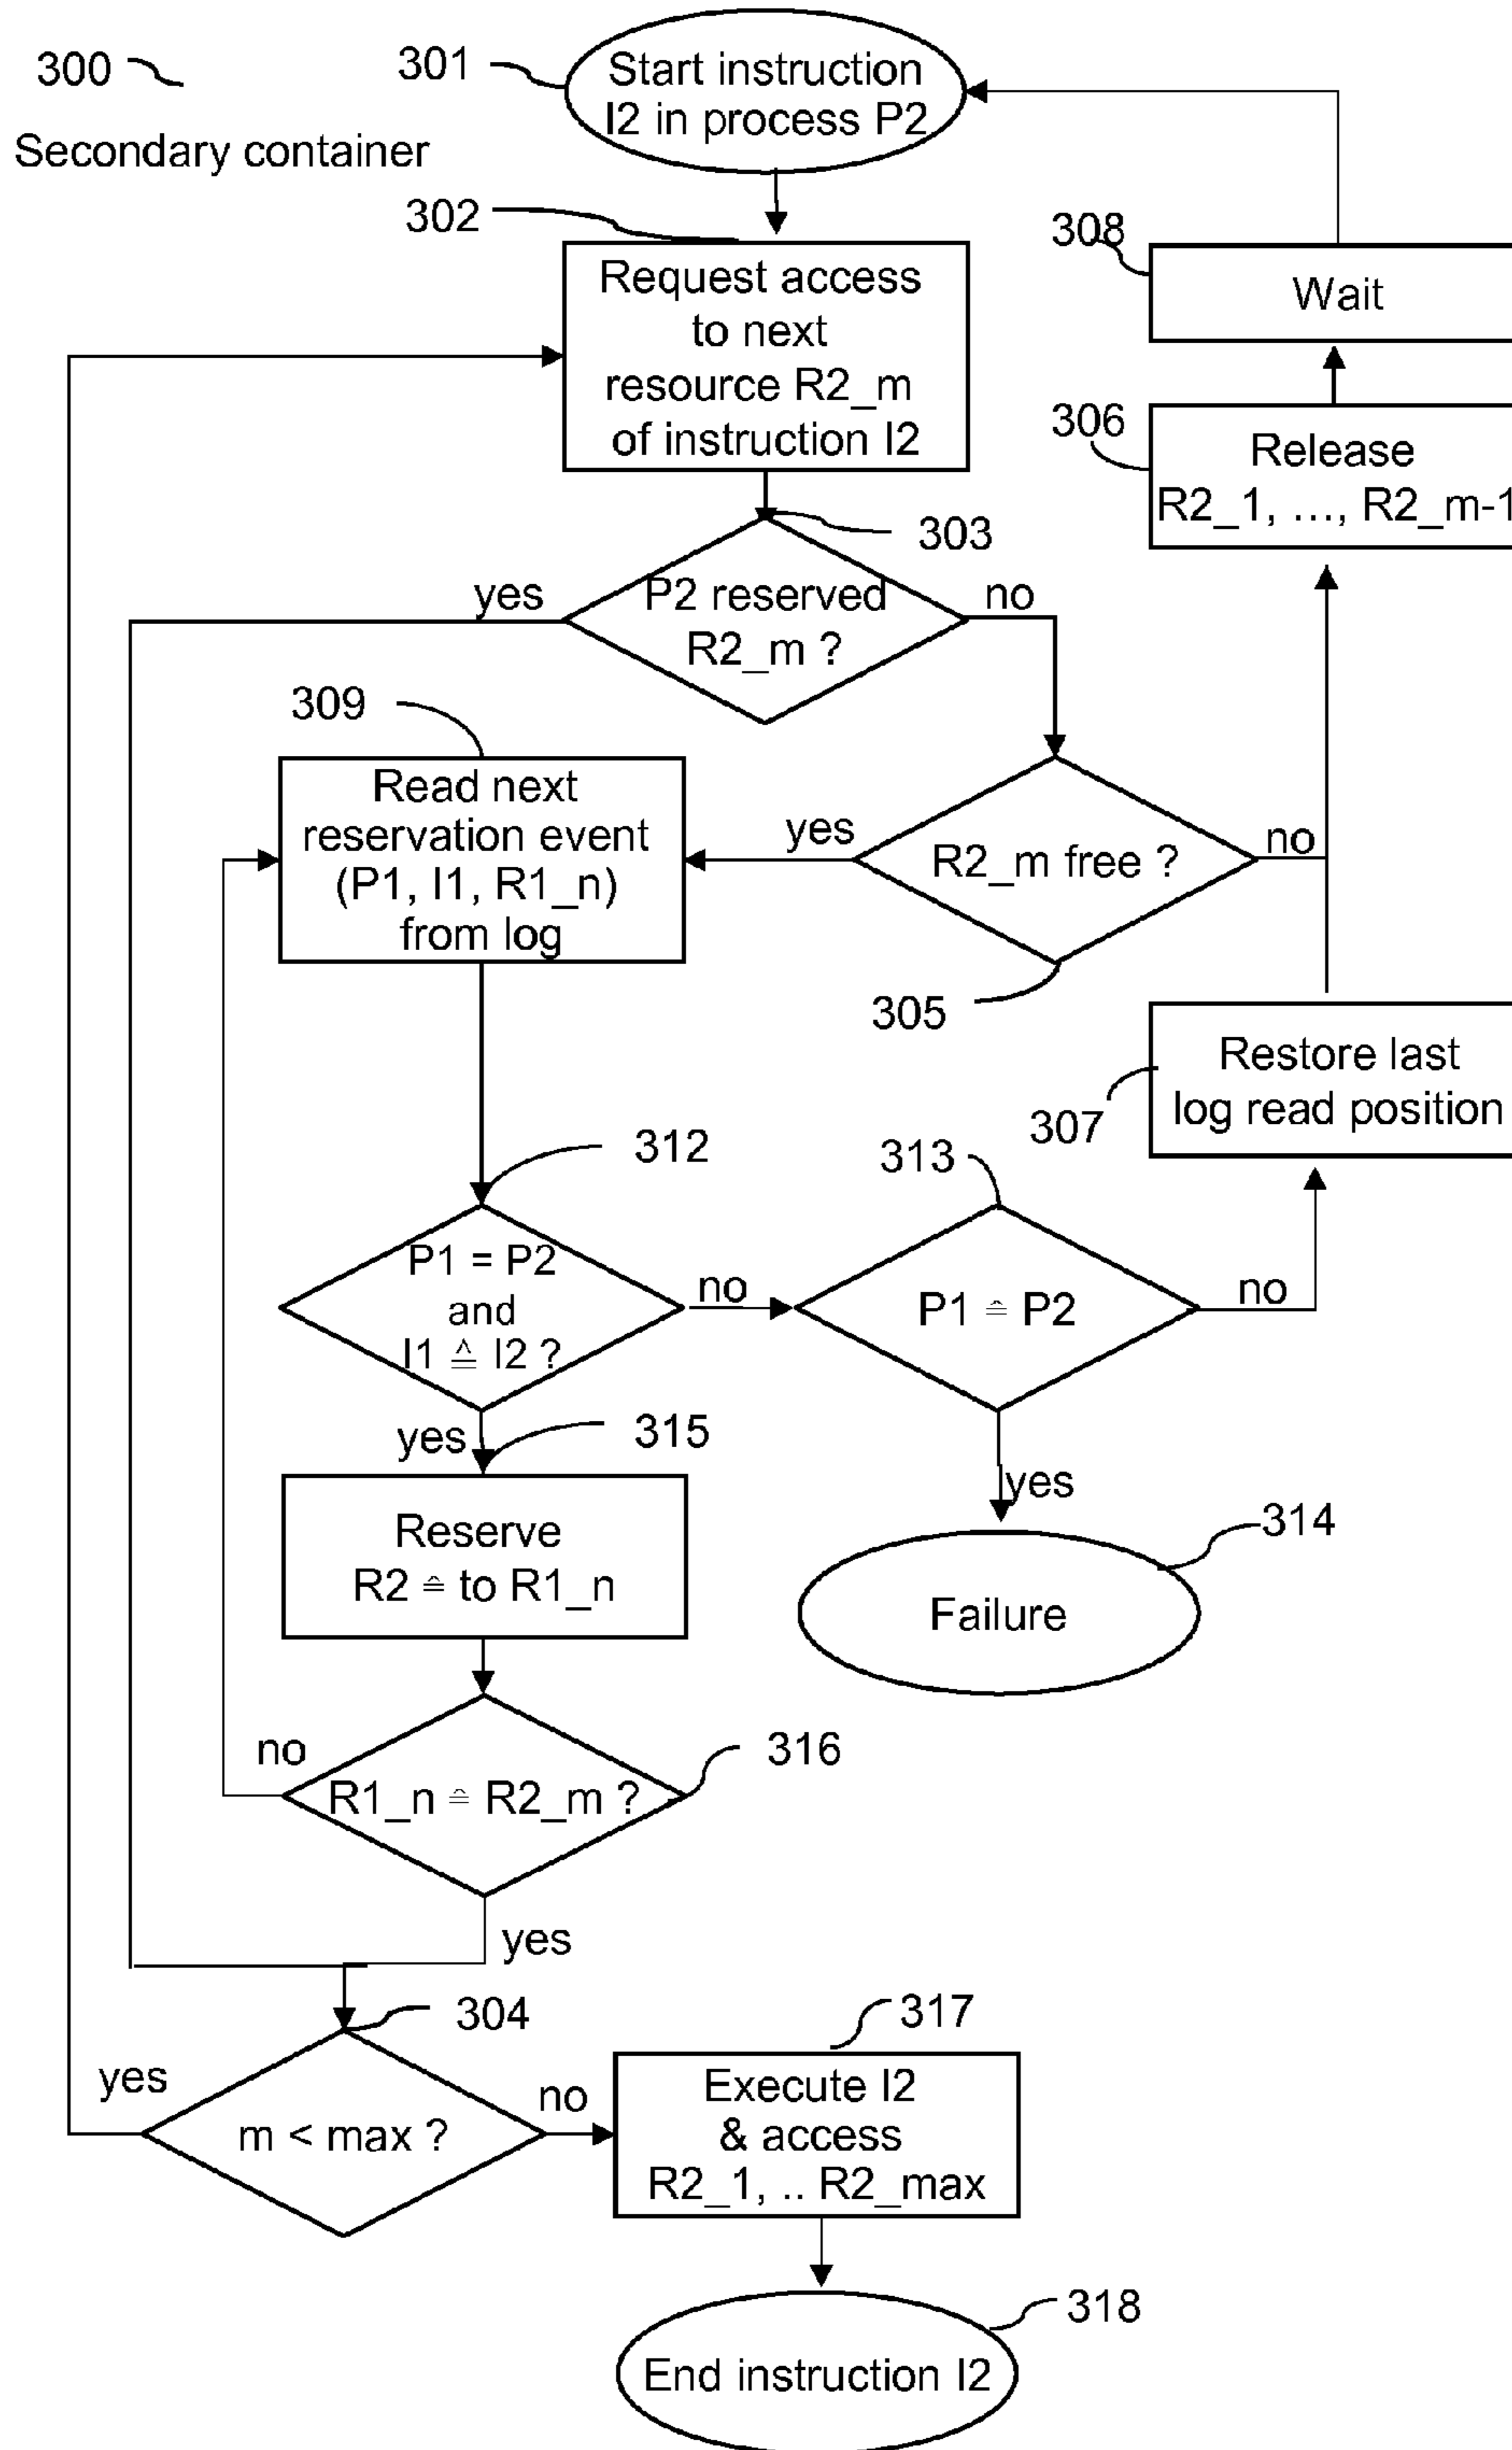 300
Secondary container
301
Start instruction
I2 in process P2
302
Request access
to next
resource R2_m
of instruction I2
308
Wait
306
Release
R2_1, ..., R2_m-1
303
P2 reserved
R2_m ?
yes
no
309
Read next
reservation event
(P1, I1, R1_n)
from log
yes
R2_m free ?
no
305
Restore last
log read position
307
312
P1 = P2
and
I1 ≙ I2 ?
no
313
P1 ≙ P2
no
yes
315
Reserve
R2 ≙ to R1_n
yes
314
Failure
no
R1_n ≙ R2_m ?
316
yes
304
yes
m < max ?
no
317
Execute I2
& access
R2_1, .. R2_max
318
End instruction I2